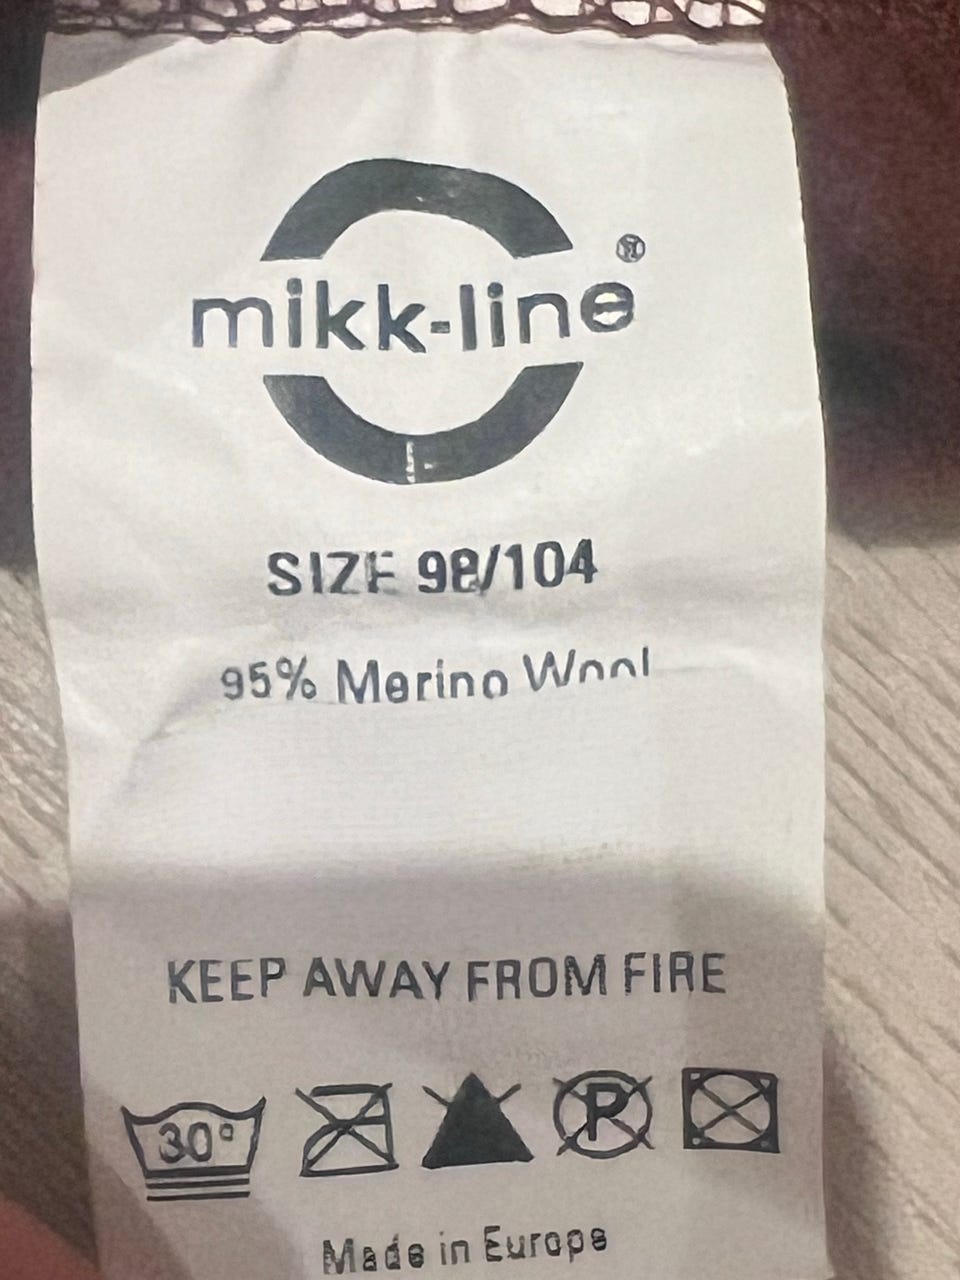 mikk-line®
SIZE 98/104
95% Merino Wool
KEEP AWAY FROM FIRE
30°
P
Made in Europe